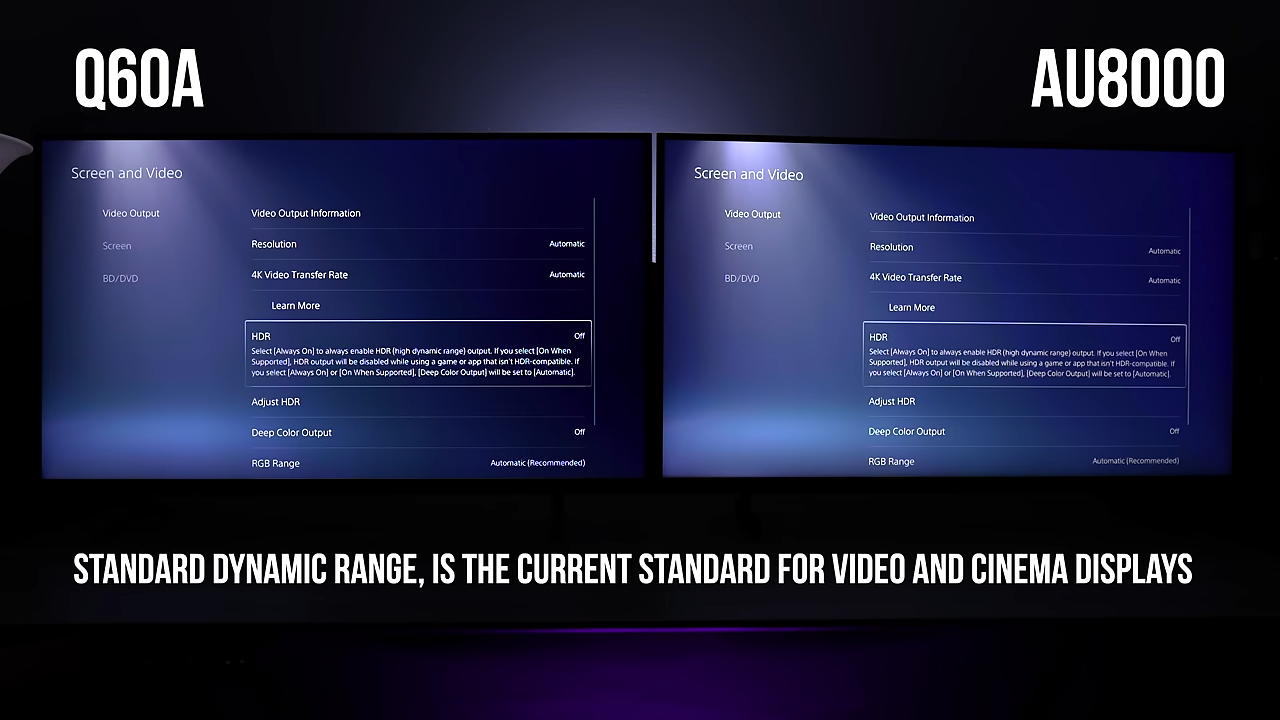 Q60A
AU8000
Screen and Video
Video Output
Screen
BD/DVD
Video Output Information
Resolution Automatic
4K Video Transfer Rate Automatic
Learn More
HDR Off
Select [Always On] to always enable HDR (high dynamic range) output. If you select [On When
Supported], HDR output will be disabled while using a game or app that isn't HDR-compatible. If
you select [Always On] or [On When Supported], [Deep Color Output] will be set to [Automatic].
Adjust HDR
Deep Color Output Off
RGB Range Automatic (Recommended)
Screen and Video
Video Output
Screen
BD/DVD
Video Output Information
Resolution Automatic
4K Video Transfer Rate Automatic
Learn More
HDR Off
Select [Always On] to always enable HDR (high dynamic range) output. If you select [On When
Supported], HDR output will be disabled while using a game or app that isn't HDR-compatible. If
you select [Always On] or [On When Supported], [Deep Color Output] will be set to [Automatic].
Adjust HDR
Deep Color Output Off
RGB Range Automatic (Recommended)
STANDARD DYNAMIC RANGE, IS THE CURRENT STANDARD FOR VIDEO AND CINEMA DISPLAYS